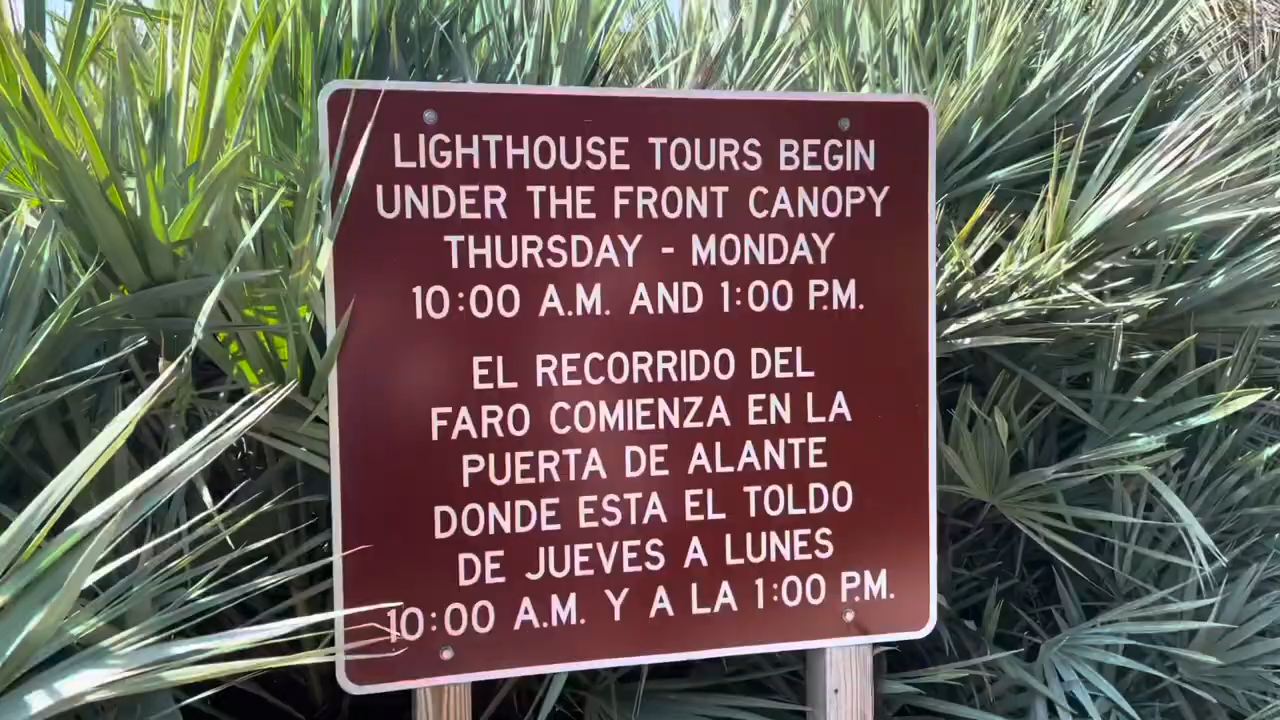 LIGHTHOUSE TOURS BEGIN
UNDER THE FRONT CANOPY
THURSDAY - MONDAY
10:00 A.M. AND 1:00 P.M.
EL RECORRIDO DEL
FARO COMIENZA EN LA
PUERTA DE ALANTE
DONDE ESTA EL TOLDO
DE JUEVES A LUNES
10:00 A.M. Y A LA 1:00 P.M.